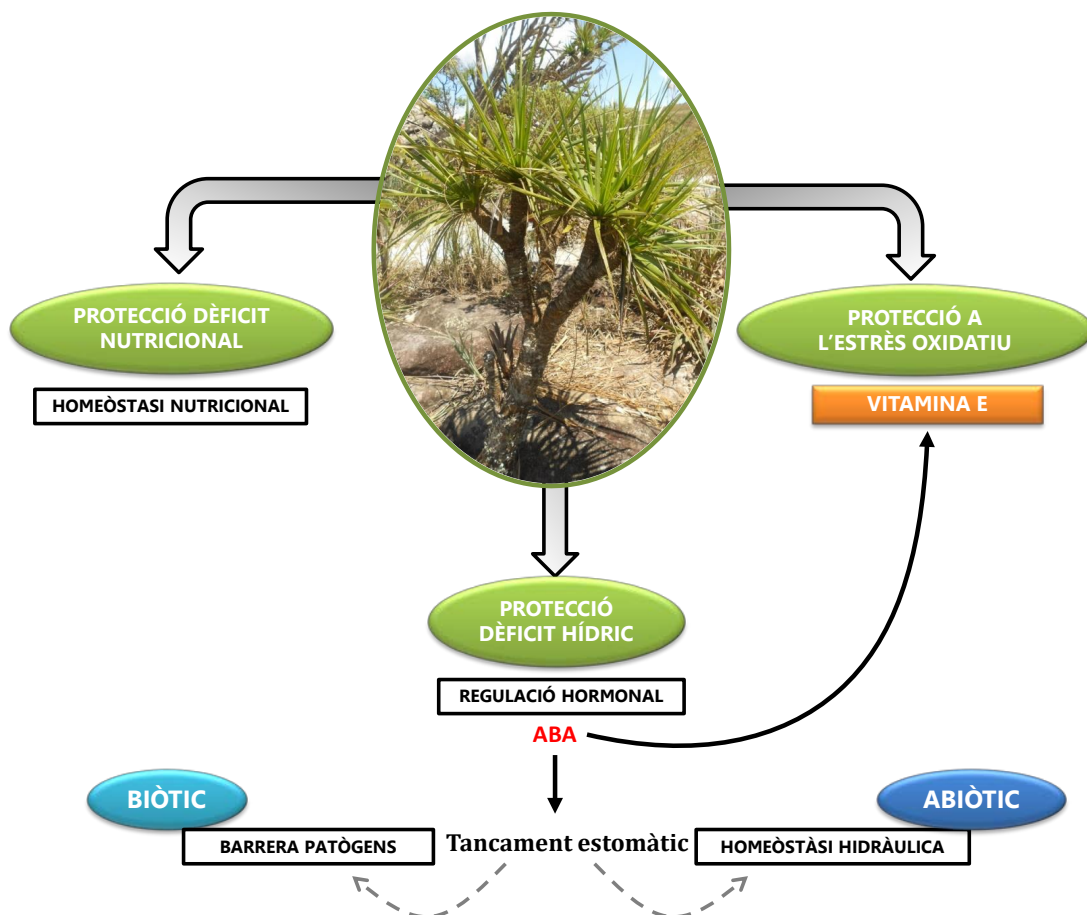 PROTECCIÓ DÈFICIT
NUTRICIONAL
HOMEÒSTASI NUTRICIONAL
PROTECCIÓ A
L'ESTRÈS OXIDATIU
VITAMINA E
PROTECCIÓ
DÈFICIT HÍDRIC
REGULACIÓ HORMONAL
ABA
BIÒTIC
ABIÒTIC
BARRERA PATÒGENS
Tancament estomàtic
HOMEÒSTÀSI HIDRÀULICA